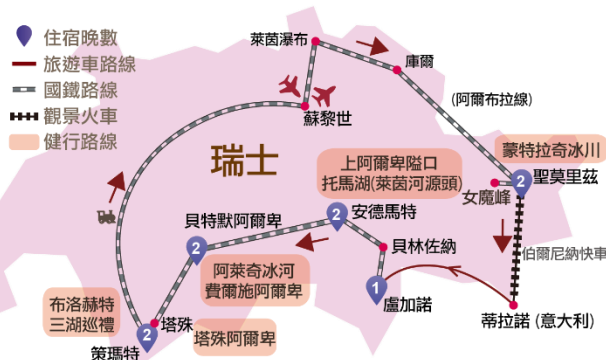 住宿晚數
旅遊車路線
國鐵路線
觀景火車
健行路線
萊茵瀑布
庫爾
(阿爾布拉線)
蘇黎世
瑞士
蒙特拉奇冰川
2
聖莫里茲
女魔峰
上阿爾卑隘口
托馬湖(萊茵河源頭)
2
安德馬特
貝特默阿爾卑
2
貝林佐納
伯爾尼納快車
阿萊奇冰河
費爾施阿爾卑
1
盧加諾
蒂拉諾 (意大利)
布洛赫特
三湖巡禮
塔殊
2
策瑪特
塔殊阿爾卑